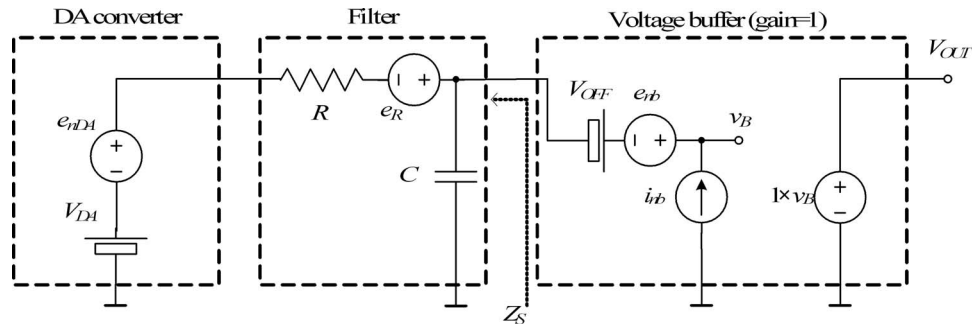 DA converter
Filter
Voltage buffer (gain=1)
V_OUT
e_nDA
V_DA
R
e_R
C
Z_S
V_OFF
e_nb
v_B
i_nb
1×v_B